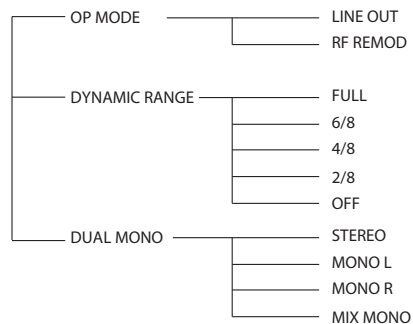 OP MODE
LINE OUT
RF REMOD
DYNAMIC RANGE
FULL
6/8
4/8
2/8
OFF
DUAL MONO
STEREO
MONO L
MONO R
MIX MONO